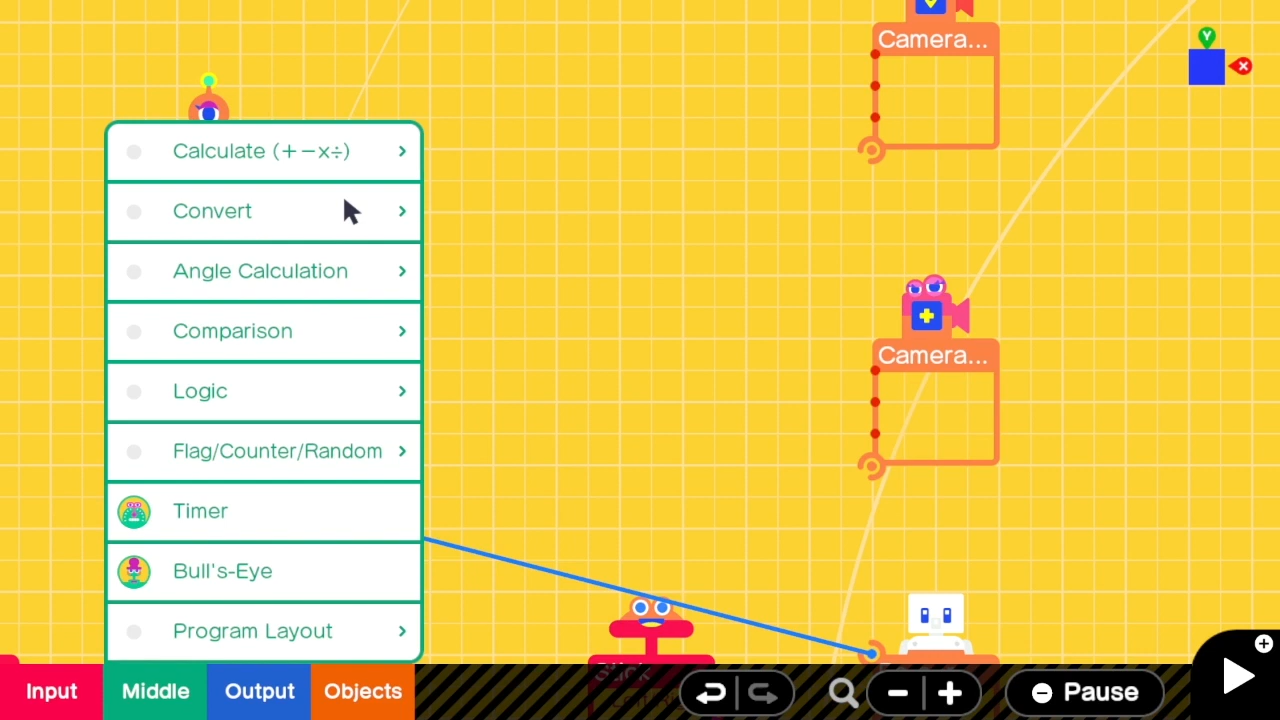 Camera...
Y
X
Calculate (+−×÷)
Convert
Angle Calculation
Comparison
Logic
Flag/Counter/Random
Timer
Bull's-Eye
Program Layout
Camera...
Stick
Input
Middle
Output
Objects
Pause